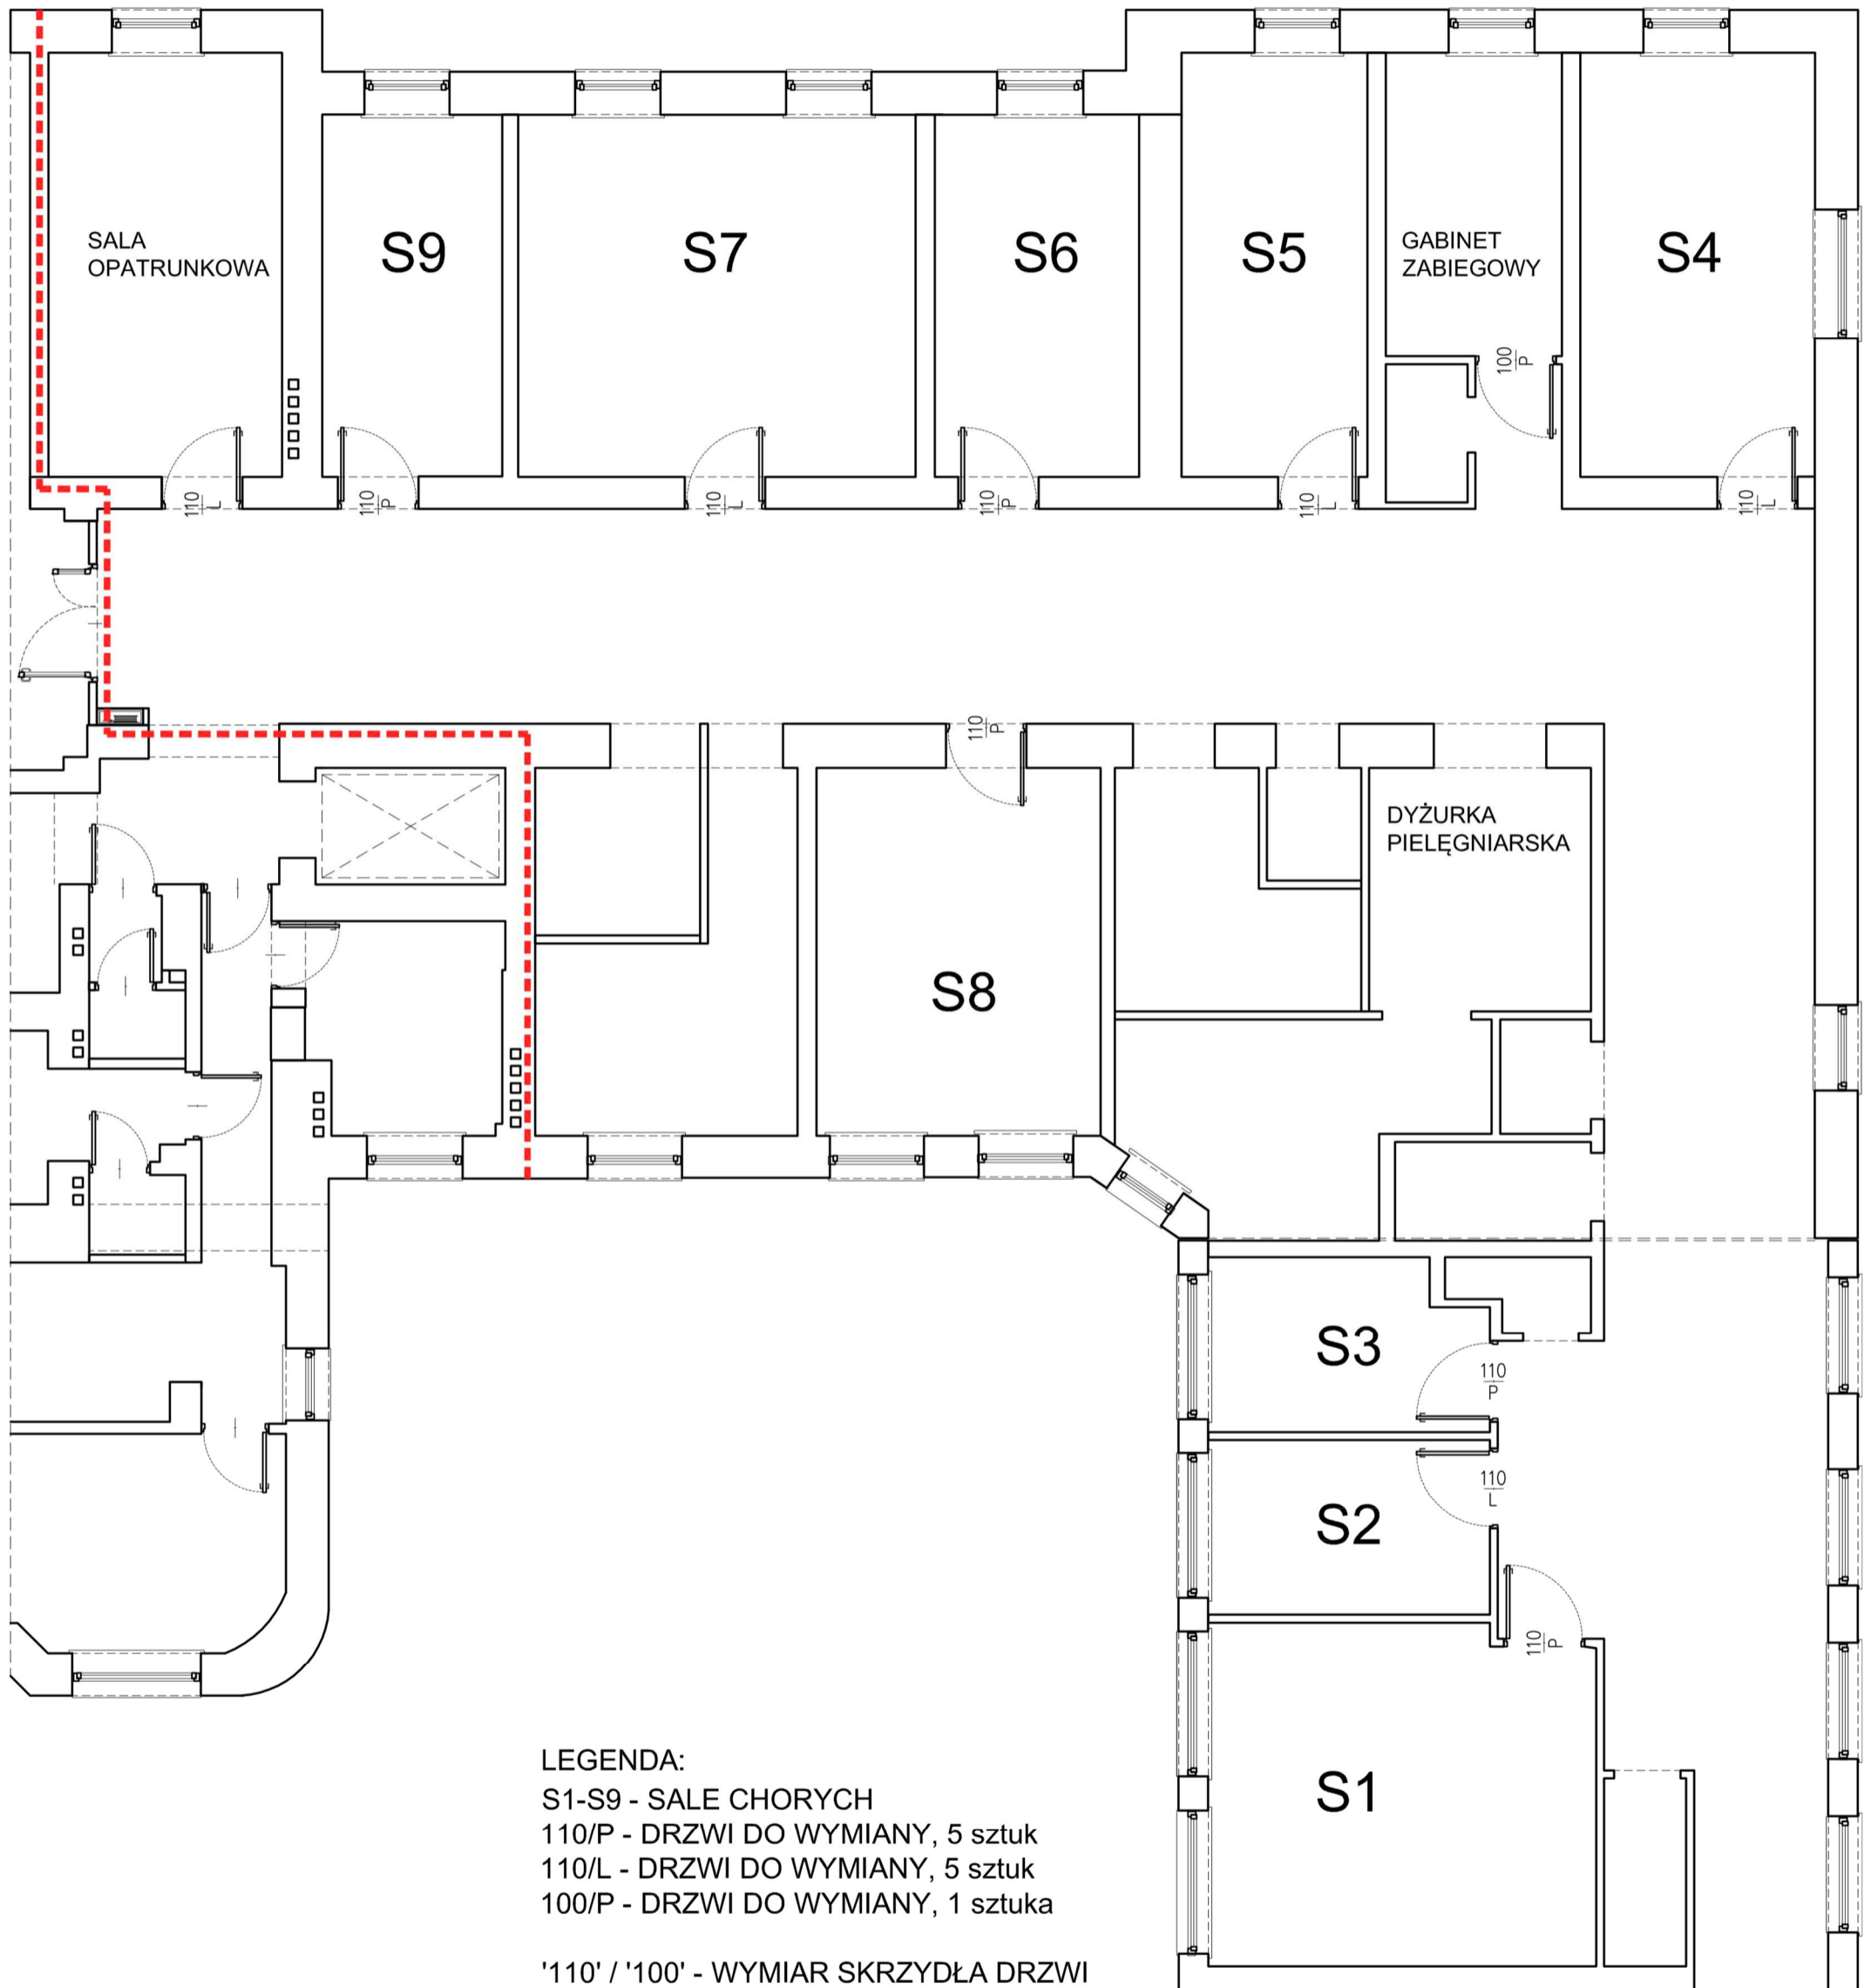 SALA
OPATRUNKOWA
S9
S7
S6
S5
GABINET
ZABIEGOWY
S4
100
P
110
L
110
P
110
L
110
P
110
L
110
L
110
P
DYŻURKA
PIELĘGNIARSKA
S8
S3
110
P
110
L
S2
110
P
S1
LEGENDA:
S1-S9 - SALE CHORYCH
110/P - DRZWI DO WYMIANY, 5 sztuk
110/L - DRZWI DO WYMIANY, 5 sztuk
100/P - DRZWI DO WYMIANY, 1 sztuka
'110' / '100' - WYMIAR SKRZYDŁA DRZWI